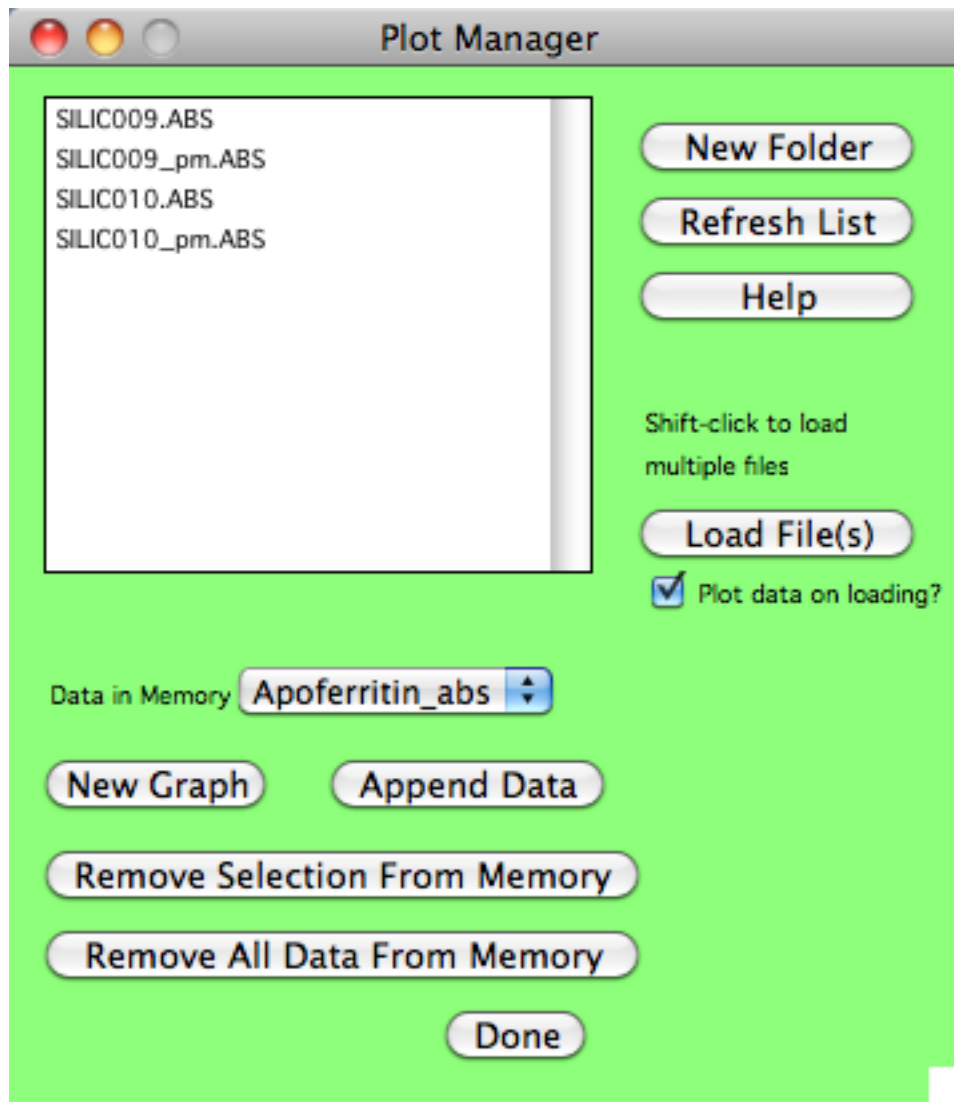 Plot Manager
SILIC009.ABS
SILIC009_pm.ABS
SILIC010.ABS
SILIC010_pm.ABS
New Folder
Refresh List
Help
Shift-click to load
multiple files
Load File(s)
Plot data on loading?
Data in Memory Apoferritin_abs
New Graph Append Data
Remove Selection From Memory
Remove All Data From Memory
Done